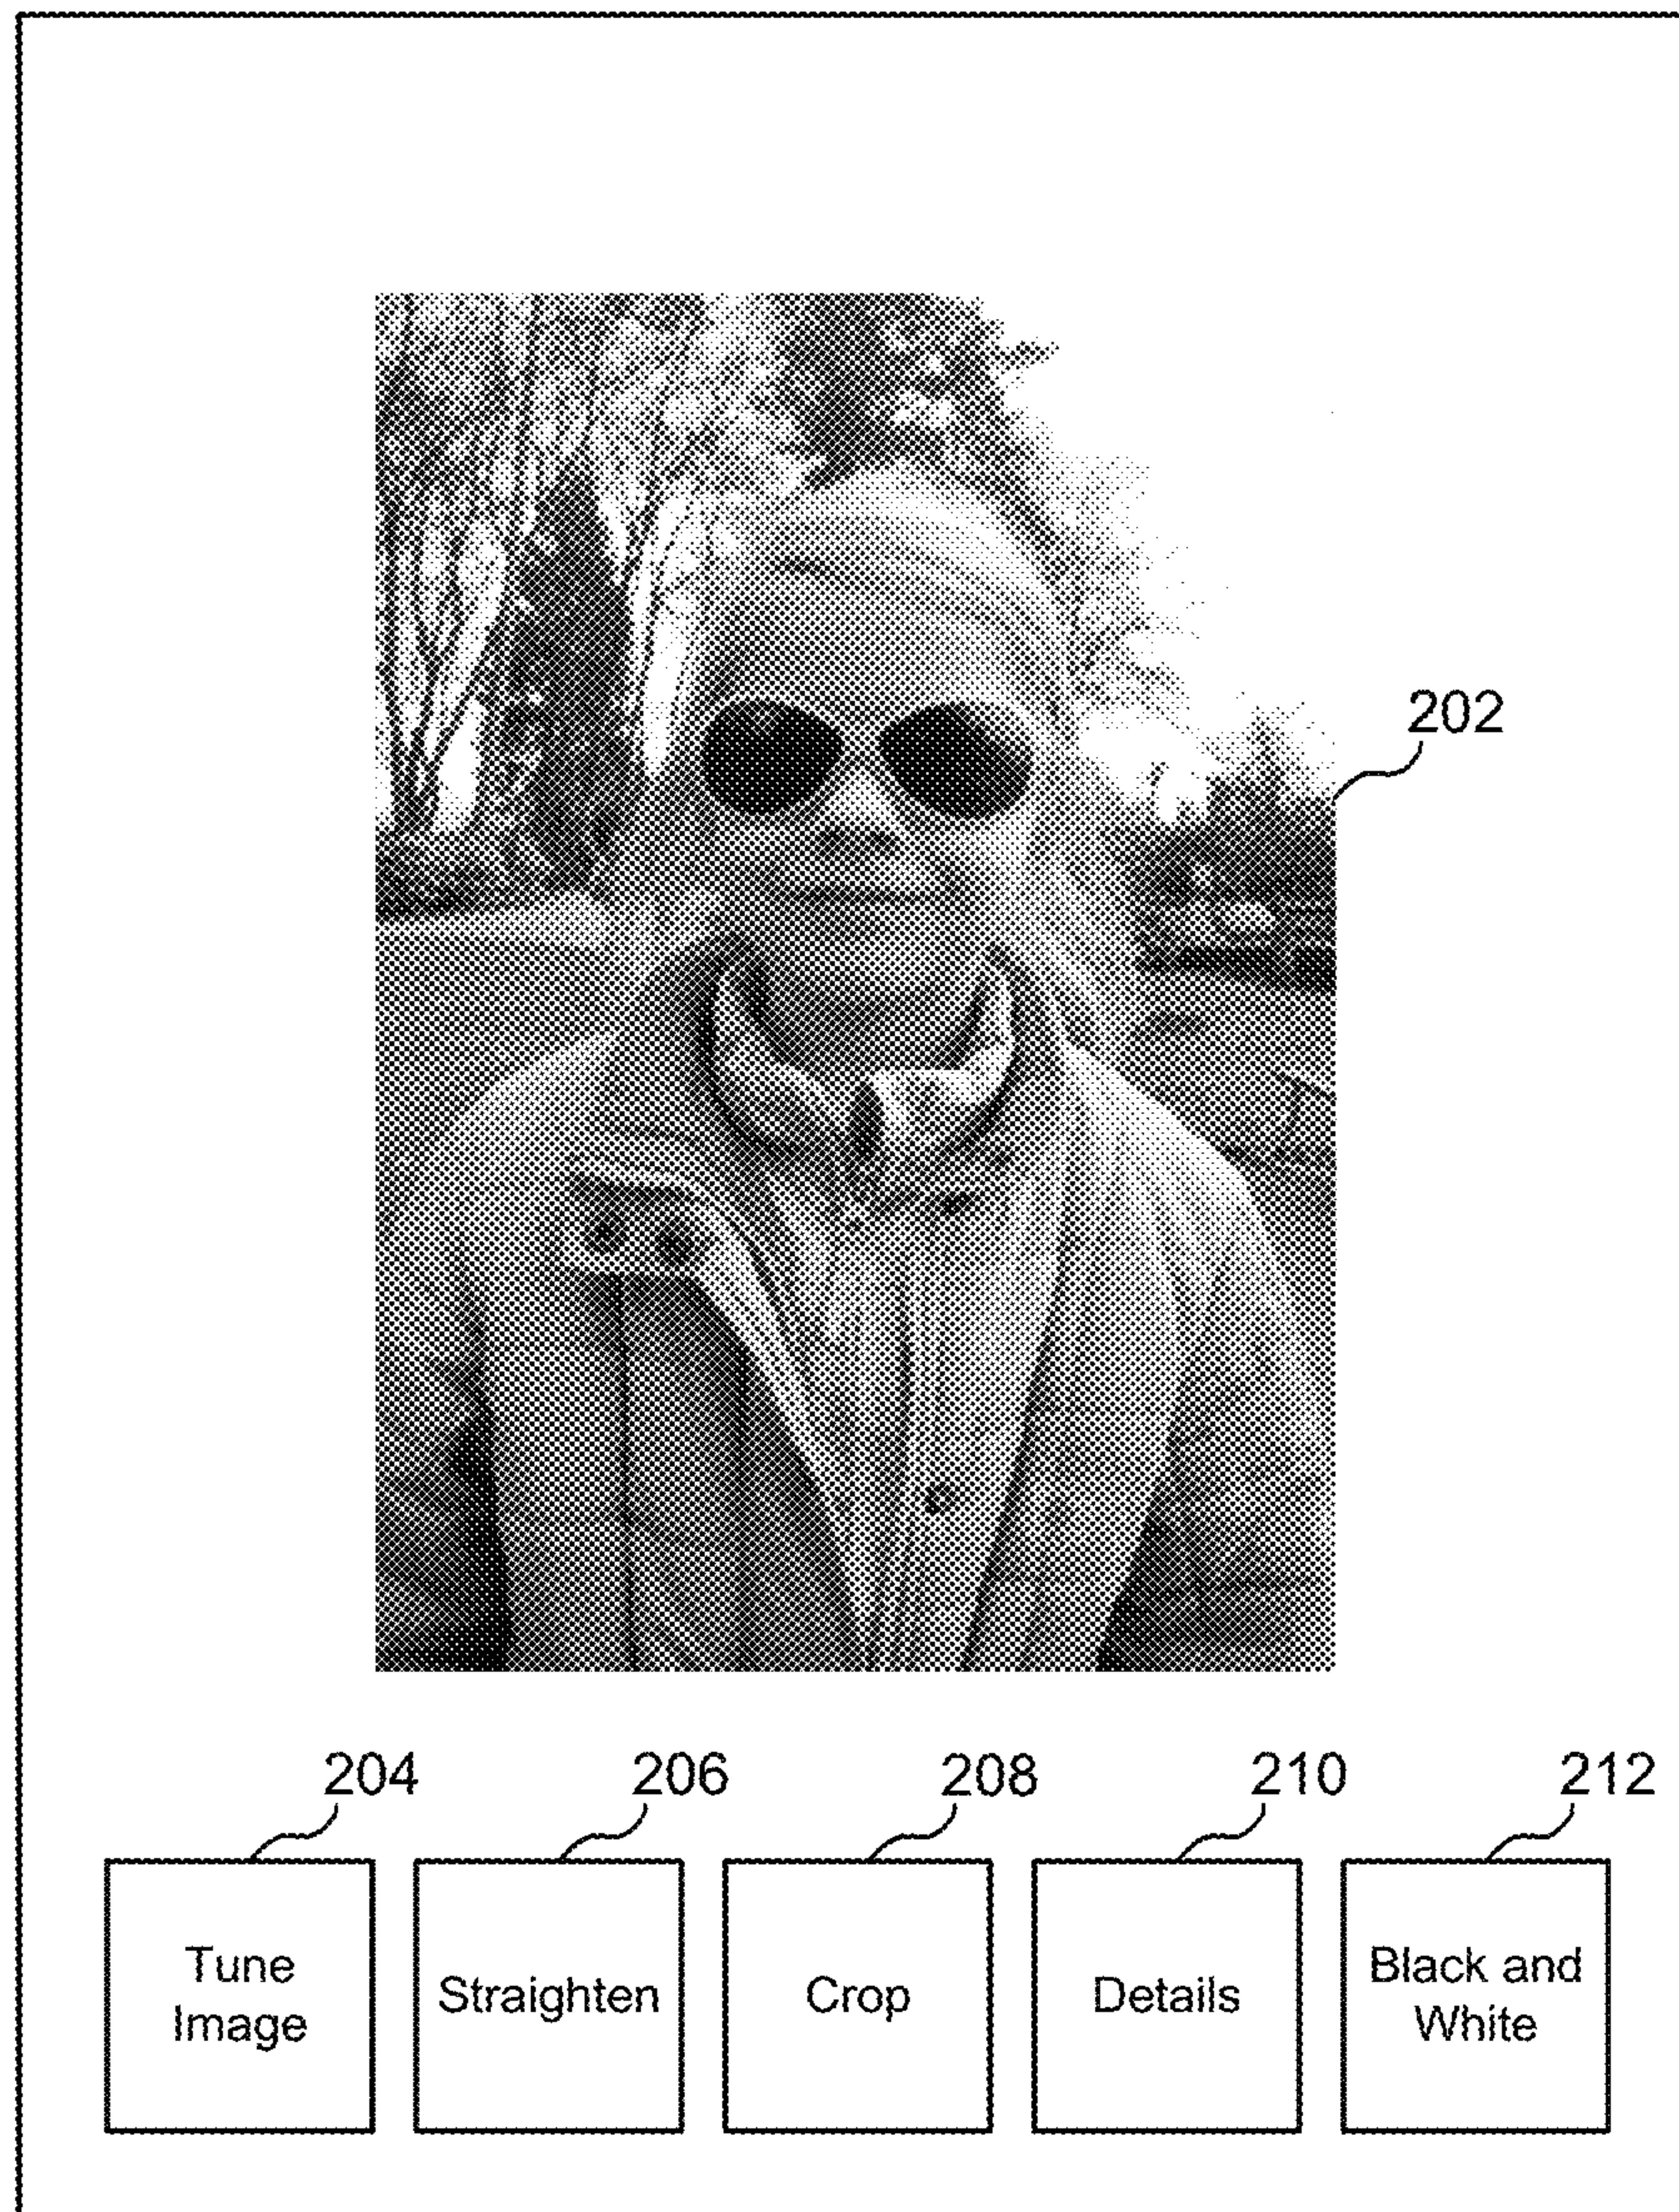 202
204
206
208
210
212
Tune
Image
Straighten
Crop
Details
Black and
White